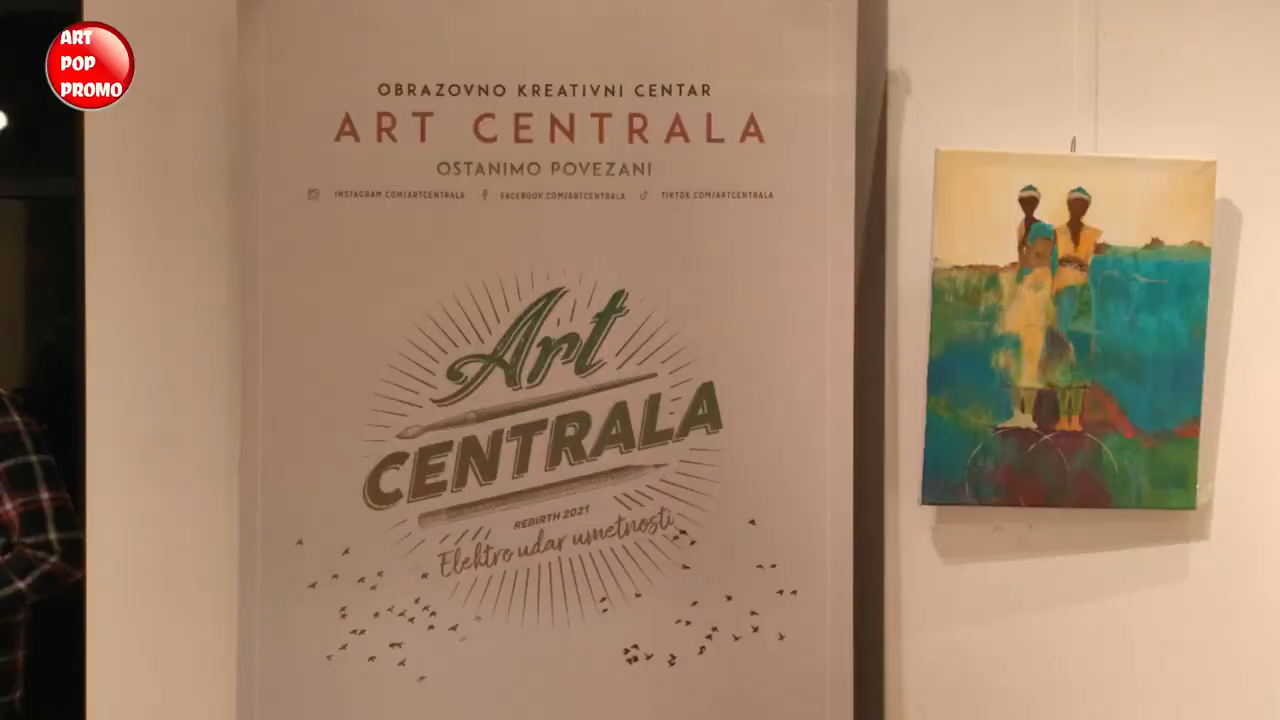 ART
POP
PROMO
OBRAZOVNO KREATIVNI CENTAR
ART CENTRALA
OSTANIMO POVEZANI
INSTAGRAM.COM/ARTCENTRALA FACEBOOK.COM/ARTCENTRALA TIKTOK.COM/ARTCENTRALA
Art
CENTRALA
REBIRTH 2021
Elektro udar umetnosti